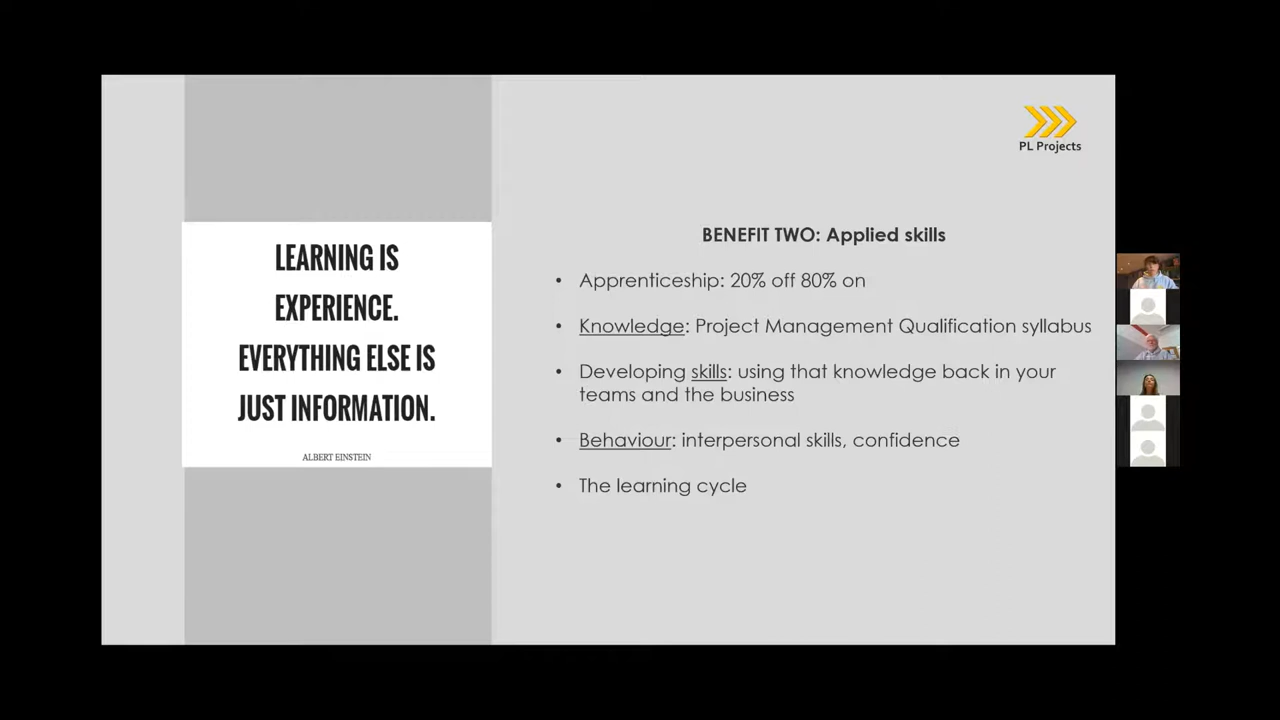 PL Projects
LEARNING IS
EXPERIENCE.
EVERYTHING ELSE IS
JUST INFORMATION.
ALBERT EINSTEIN
BENEFIT TWO: Applied skills
• Apprenticeship: 20% off 80% on
• Knowledge: Project Management Qualification syllabus
• Developing skills: using that knowledge back in your
teams and the business
• Behaviour: interpersonal skills, confidence
• The learning cycle